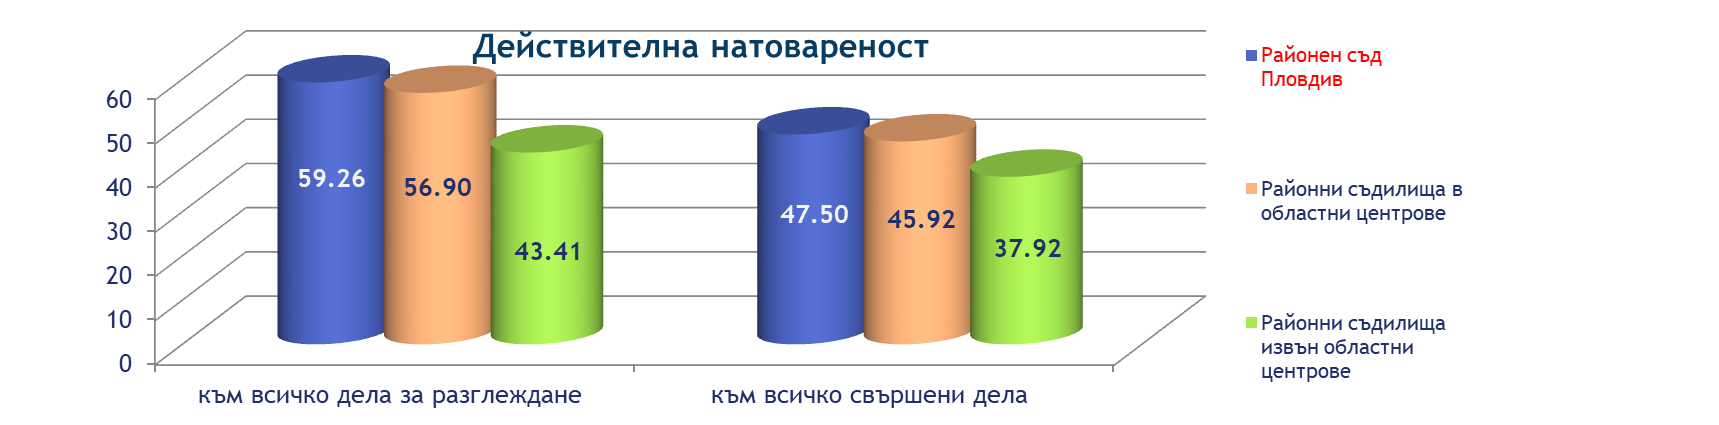 Действителна натовареност
60
50
40
30
20
10
0
59.26
56.90
43.41
47.50
45.92
37.92
към всичко дела за разглеждане
към всичко свършени дела
Районен съд
Пловдив
Районни съдилища в
областни центрове
Районни съдилища
извън областни
центрове